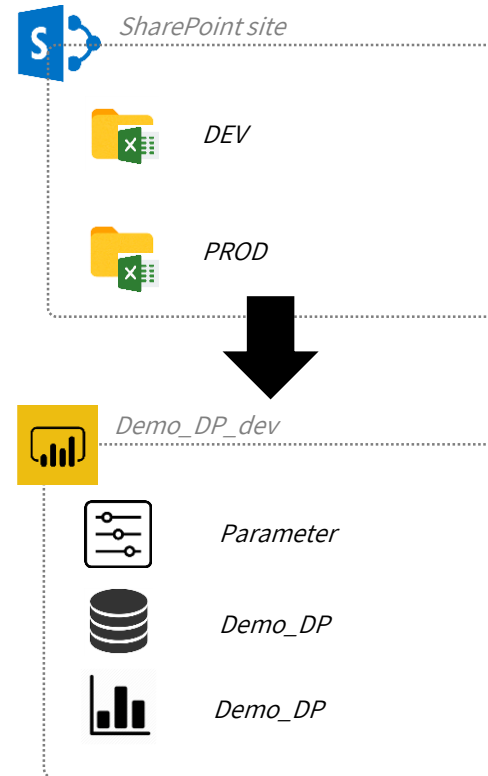 S
SharePoint site
X
DEV
X
PROD
Demo_DP_dev
Parameter
Demo_DP
Demo_DP